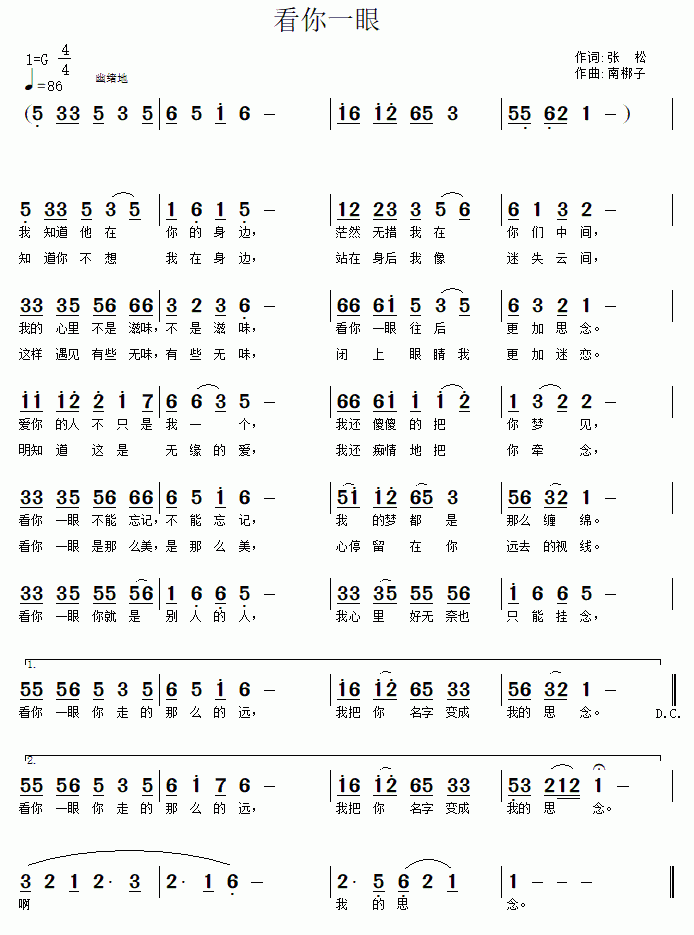 看你一眼
1=G 4/4
作词:张 松
♩=86 幽绪地
作曲:南梆子
(5 33 5 3 5 | 6 5 i 6 － | i6 i2 65 3 | 55 62 1 － ) |
5 33 5 3 5 | 1 6 1 5 － | 12 23 3 5 6 | 6 1 3 2 － |
我 知道 他 在 你 的 身 边， 茫然 无措 我 在 你 们 中 间，
知 道你 不 想 我 在 身 边， 站在 身后 我 像 迷 失 云 间，
33 35 56 66 | 3 2 3 6 － | 66 6i 5 3 5 | 6 3 2 1 － |
我的 心里 不是 滋味，不 是 滋 味， 看你 一眼 往 后 更 加 思 念。
这样 遇见 有些 无味，有 些 无 味， 闭 上 眼 睛 我 更 加 迷 恋。
ii i2 2 i 7 | 6 6 3 5 － | 66 6i i i 2 | 1 3 2 2 － |
爱你 的人 不 只 是 我 一 个， 我还 傻傻 的 把 你 梦 见，
明知 道 这 是 无 缘 的 爱， 我还 痴情 地 把 你 牵 念，
33 35 56 66 | 6 5 i 6 － | 5i i2 65 3 | 56 32 1 － |
看你 一眼 不能 忘记，不 能 忘 记， 我 的梦 都 是 那么 缠 绵。
看你 一眼 是那 么美，是 那 么 美， 心停 留 在 你 远去 的视 线。
33 35 55 56 | 1 6 6 5 － | 33 35 55 56 | i 6 6 5 － |
看你 一眼 你就 是 别 人 的 人， 我心 里 好无 奈也 只 能 挂 念，
1.
55 56 5 3 5 | 6 5 i 6 － | i6 i2 65 33 | 56 32 1 － ‖
看你 一眼 你 走 的 那 么 的 远， 我把 你 名字 变成 我的 思 念。 D.C.
2.
55 56 5 3 5 | 6 i 7 6 － | i6 i2 65 33 | 53 212 1 － |
看你 一眼 你 走 的 那 么 的 远， 我把 你 名字 变成 我的 思 念。
3 2 1 2· 3 | 2· 1 6 － | 2· 5 6 2 1 | 1 － － － |
啊 我 的 思 念。